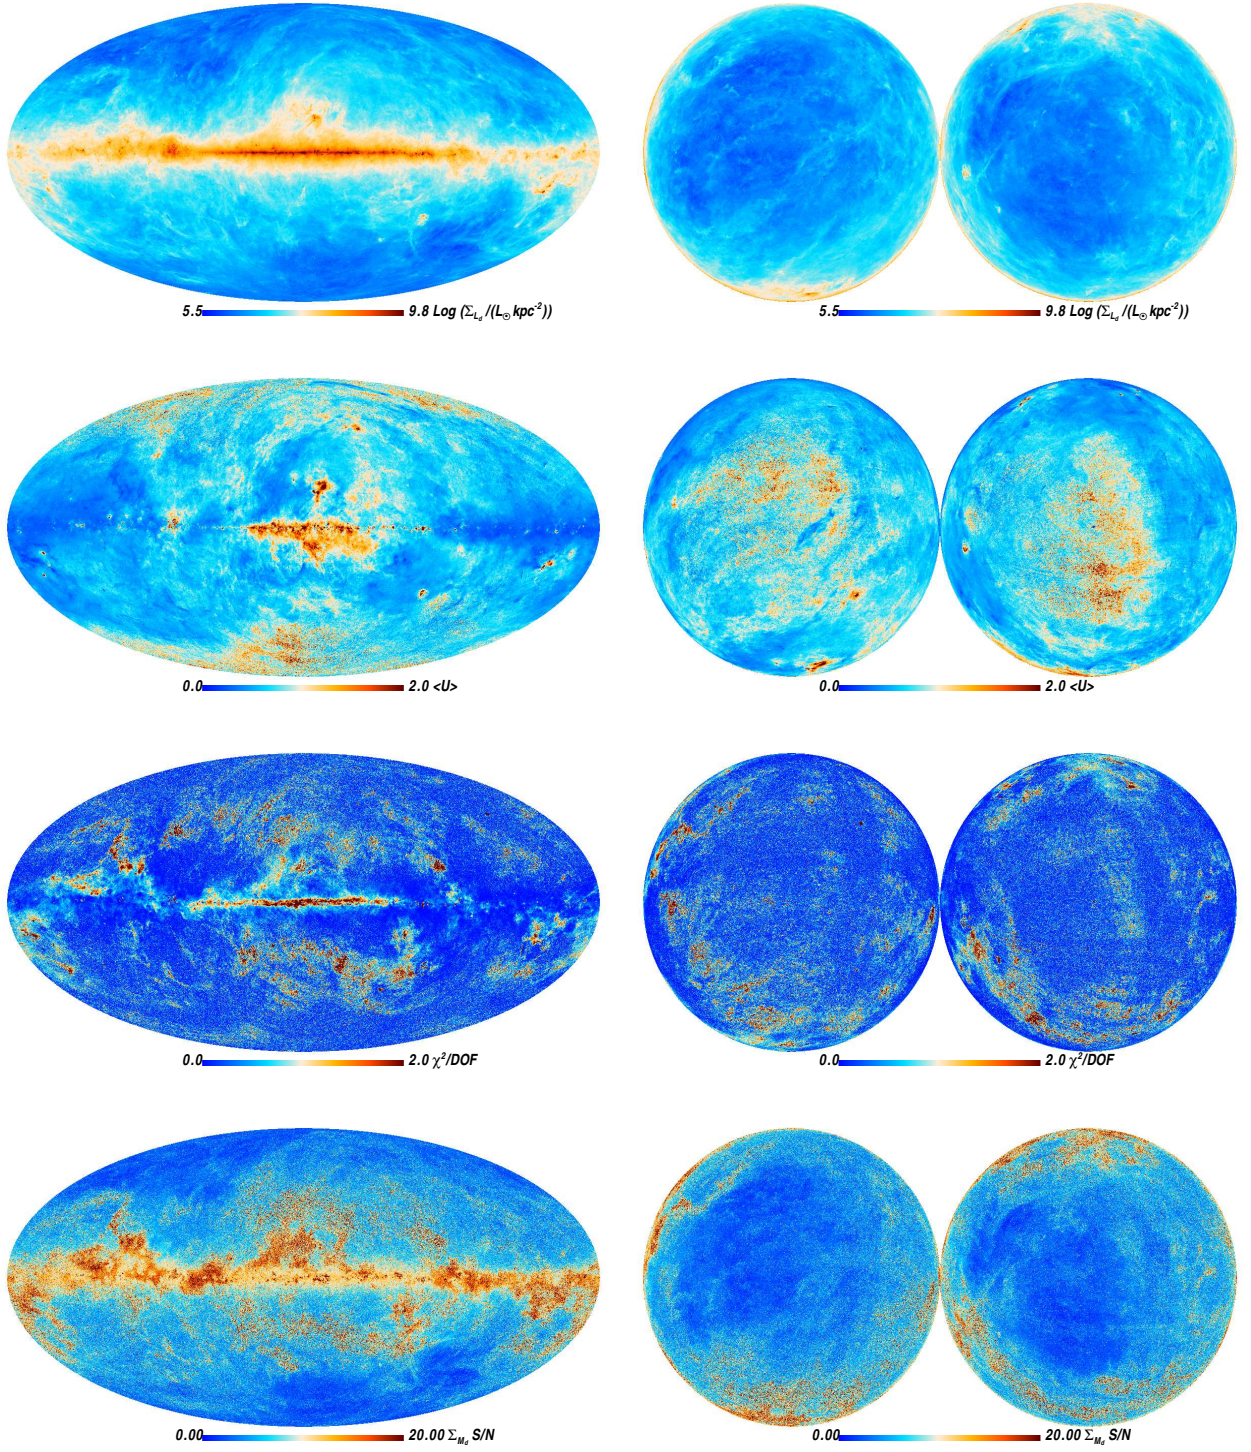 5.5 9.8 Log (Σ_{L_d} /(L_⊙ kpc⁻²))
5.5 9.8 Log (Σ_{L_d} /(L_⊙ kpc⁻²))
0.0 2.0 <U>
0.0 2.0 <U>
0.0 2.0 χ²/DOF
0.0 2.0 χ²/DOF
0.00 20.00 Σ_{M_d} S/N
0.00 20.00 Σ_{M_d} S/N